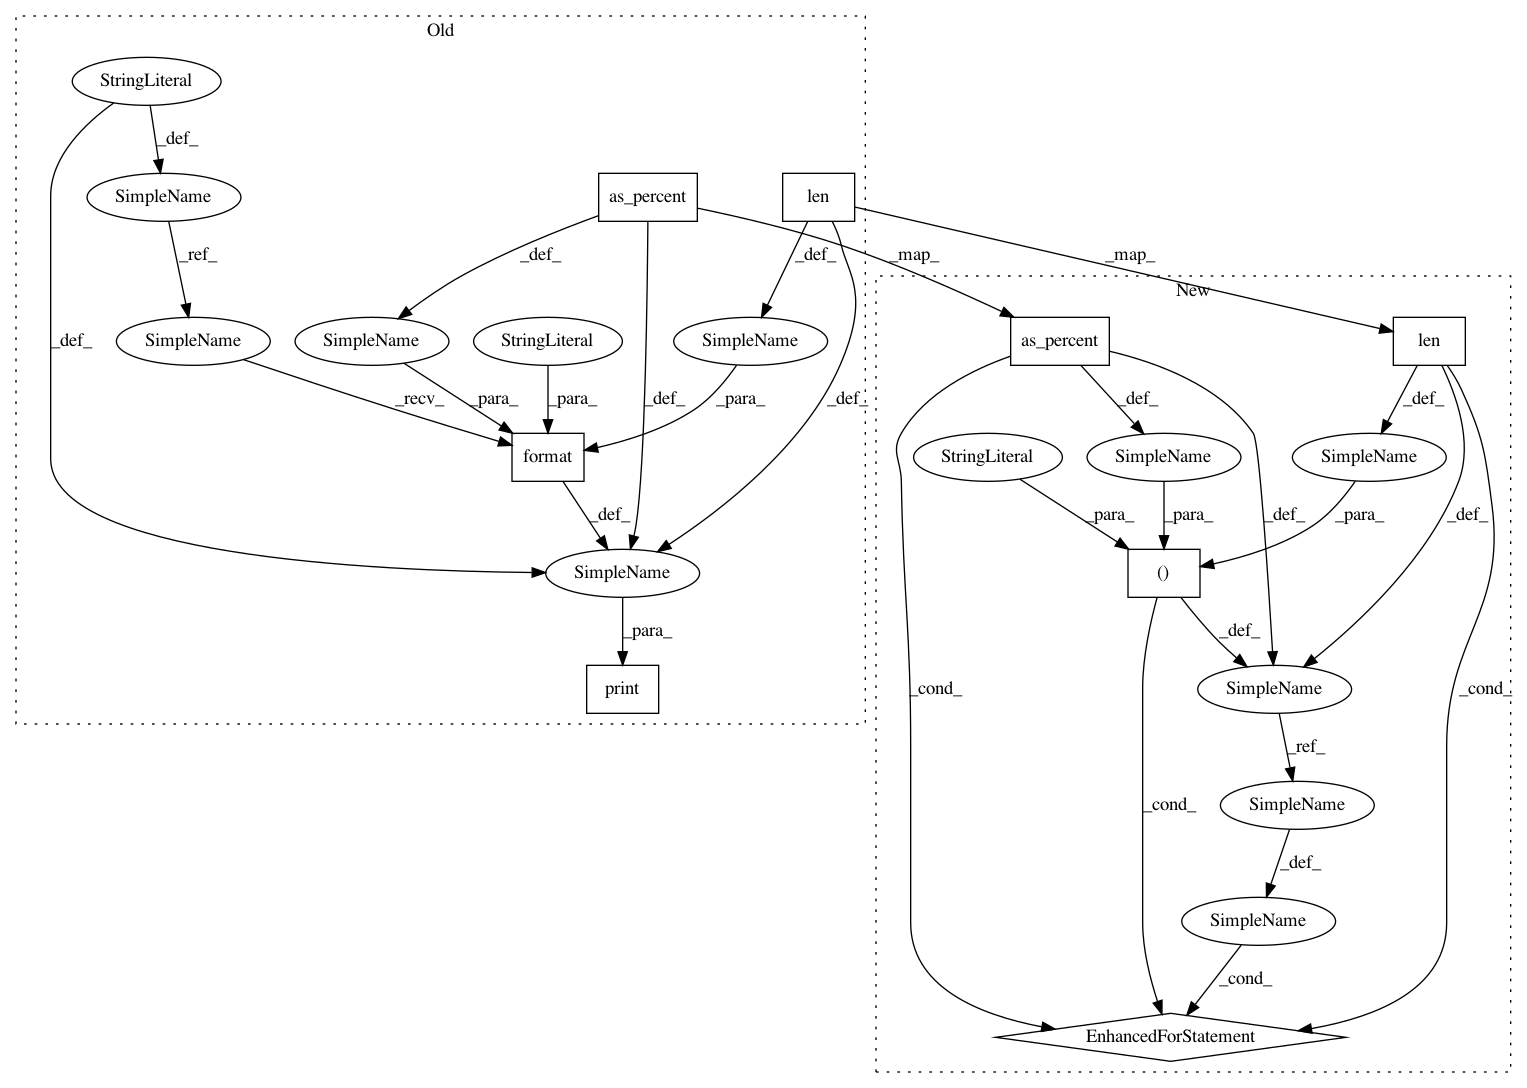 Old
StringLiteral
_def_
SimpleName
as_percent
len
_ref_
_def_
_def_
_map_
_map_
New
_def_
SimpleName
SimpleName
StringLiteral
SimpleName
as_percent
len
_recv_
_para_
_para_
_def_
_para_
_def_
_def_
_def_
format
StringLiteral
SimpleName
SimpleName
_def_
_para_
_para_
_def_
_para_
_def_
SimpleName
()
_para_
_def_
print
_cond_
SimpleName
_cond_
_ref_
_cond_
SimpleName
_def_
SimpleName
_cond_
EnhancedForStatement